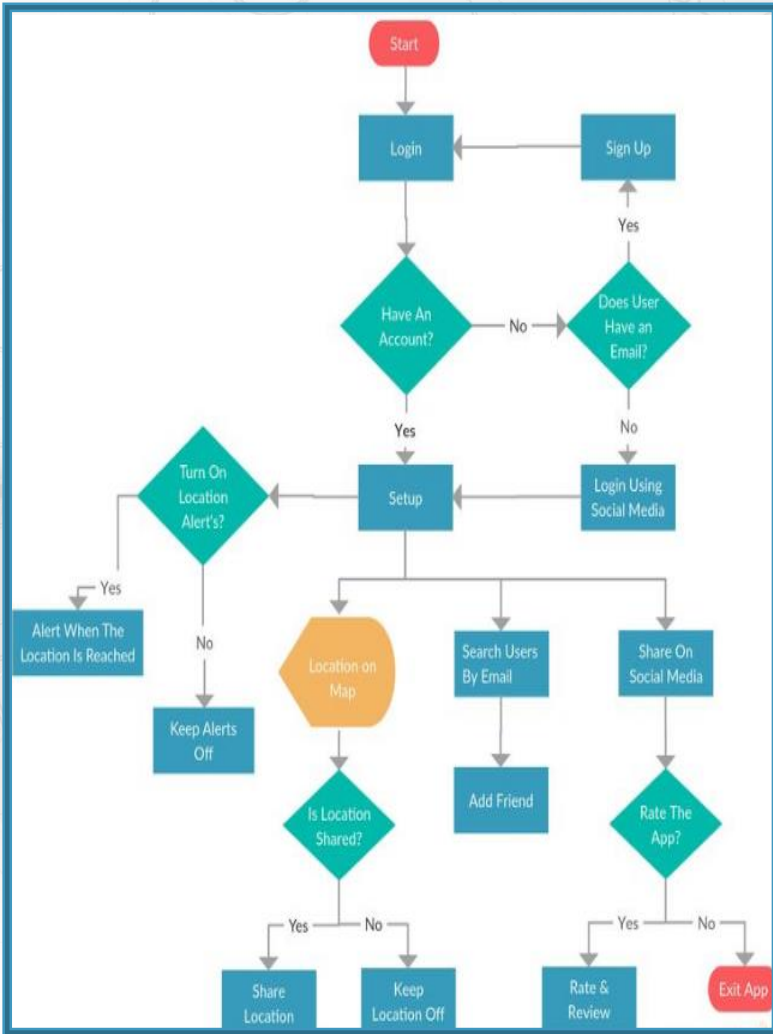 Start
Login
Sign Up
Yes
Have An
Account?
No
Does User
Have an
Email?
Yes
No
Turn On
Location
Alert's?
Setup
Login Using
Social Media
Yes
Alert When The
Location Is Reached
No
Keep Alerts
Off
Location on
Map
Search Users
By Email
Share On
Social Media
Is Location
Shared?
Add Friend
Rate The
App?
Yes
No
Yes
No
Share
Location
Keep
Location Off
Rate &
Review
Exit App